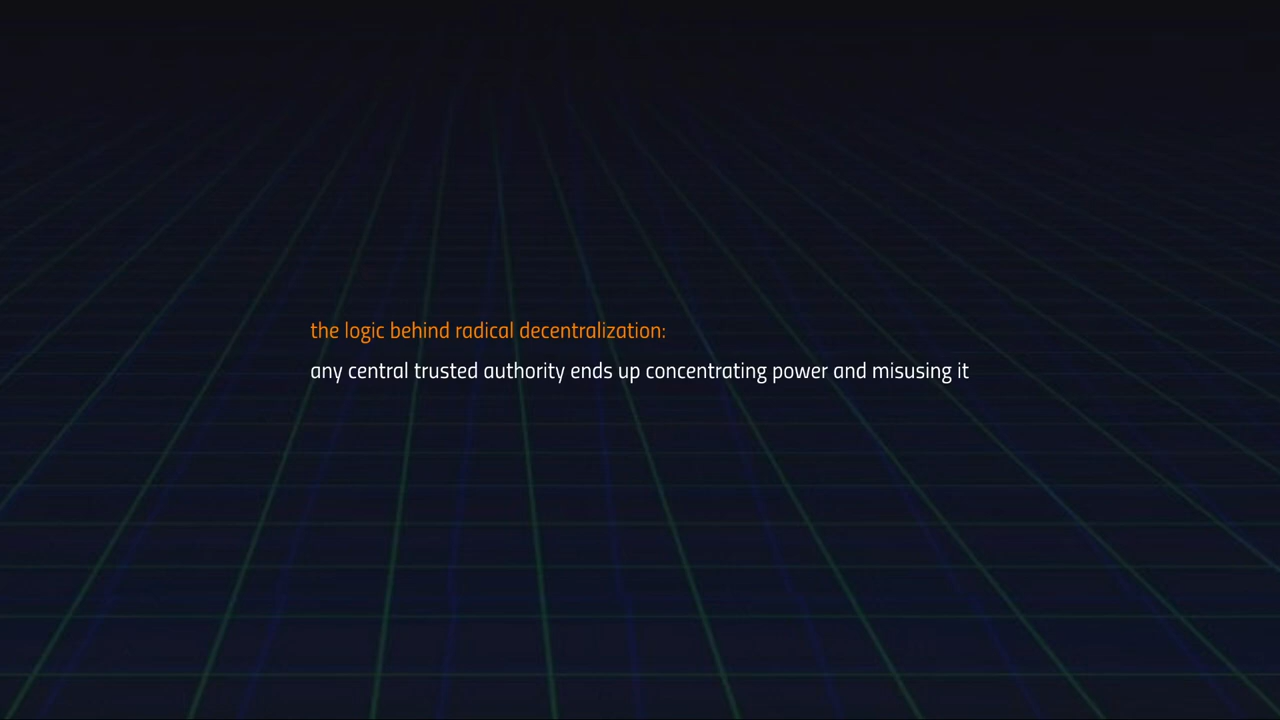 the logic behind radical decentralization:
any central trusted authority ends up concentrating power and misusing it